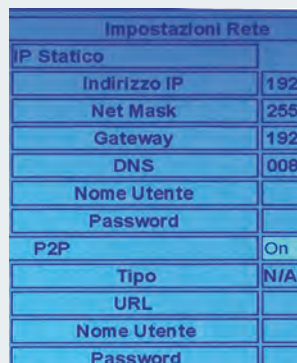 Impostazioni Rete
IP Statico
Indirizzo IP 192
Net Mask 255
Gateway 192
DNS 008
Nome Utente
Password
P2P On
Tipo N/A
URL
Nome Utente
Password